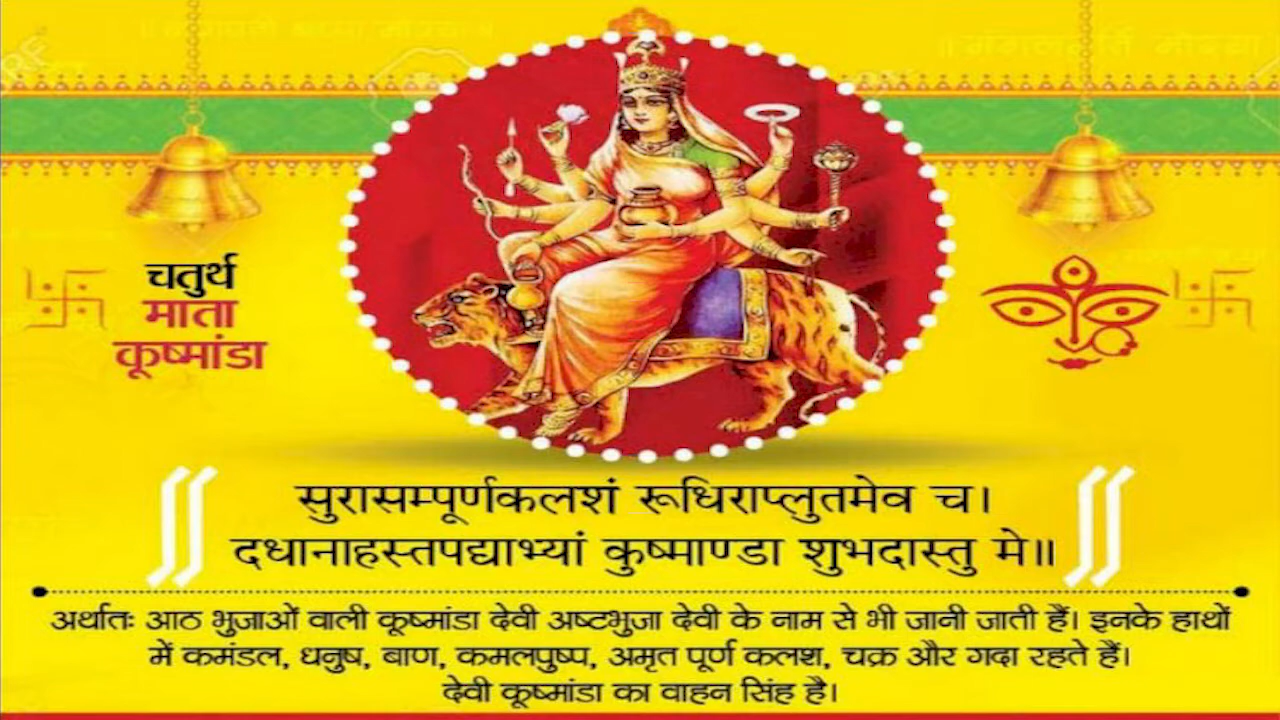 चतुर्थ
माता
कूष्मांडा
सुरासम्पूर्णकलशं रूधिराप्लुतमेव च।
दधानाहस्तपद्याभ्यां कुष्माण्डा शुभदास्तु मे॥
अर्थातः आठ भुजाओं वाली कूष्मांडा देवी अष्टभुजा देवी के नाम से भी जानी जाती हैं। इनके हाथों
में कमंडल, धनुष, बाण, कमलपुष्प, अमृत पूर्ण कलश, चक्र और गदा रहते हैं।
देवी कूष्मांडा का वाहन सिंह है।